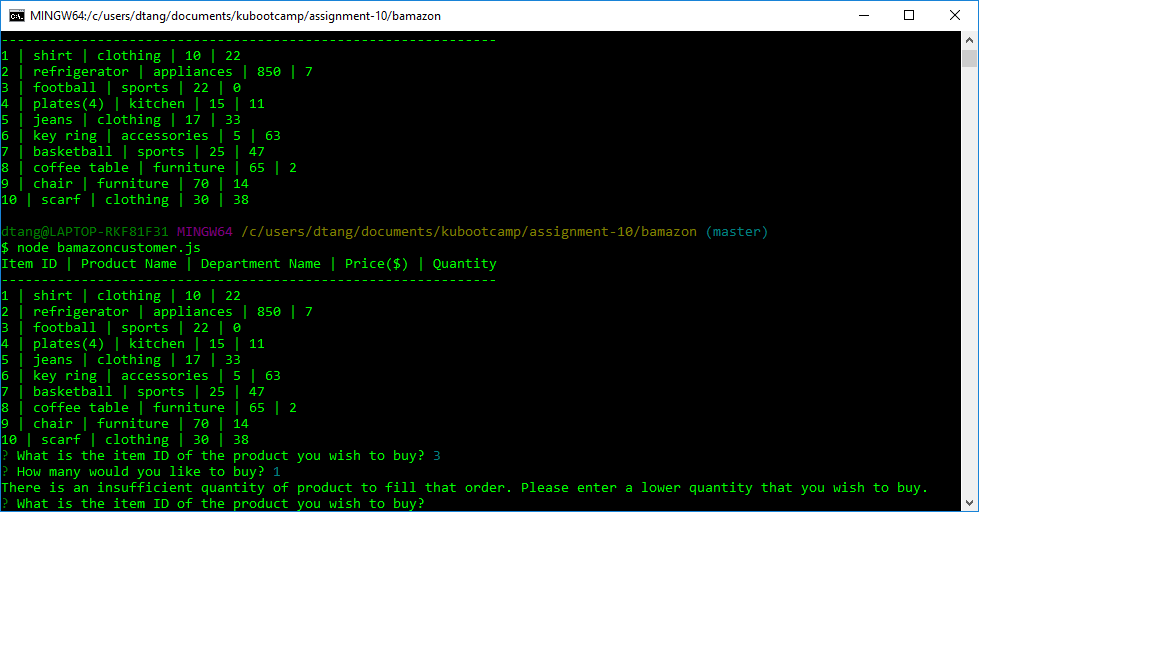 MINGW64:/c/users/dtang/documents/kubootcamp/assignment-10/bamazon
--------------------------------------------------------------
1 | shirt | clothing | 10 | 22
2 | refrigerator | appliances | 850 | 7
3 | football | sports | 22 | 0
4 | plates(4) | kitchen | 15 | 11
5 | jeans | clothing | 17 | 33
6 | key ring | accessories | 5 | 63
7 | basketball | sports | 25 | 47
8 | coffee table | furniture | 65 | 2
9 | chair | furniture | 70 | 14
10 | scarf | clothing | 30 | 38
dtang@LAPTOP-RKF81F31 MINGW64 /c/users/dtang/documents/kubootcamp/assignment-10/bamazon (master)
$ node bamazoncustomer.js
Item ID | Product Name | Department Name | Price($) | Quantity
--------------------------------------------------------------
1 | shirt | clothing | 10 | 22
2 | refrigerator | appliances | 850 | 7
3 | football | sports | 22 | 0
4 | plates(4) | kitchen | 15 | 11
5 | jeans | clothing | 17 | 33
6 | key ring | accessories | 5 | 63
7 | basketball | sports | 25 | 47
8 | coffee table | furniture | 65 | 2
9 | chair | furniture | 70 | 14
10 | scarf | clothing | 30 | 38
? What is the item ID of the product you wish to buy? 3
? How many would you like to buy? 1
There is an insufficient quantity of product to fill that order. Please enter a lower quantity that you wish to buy.
? What is the item ID of the product you wish to buy?